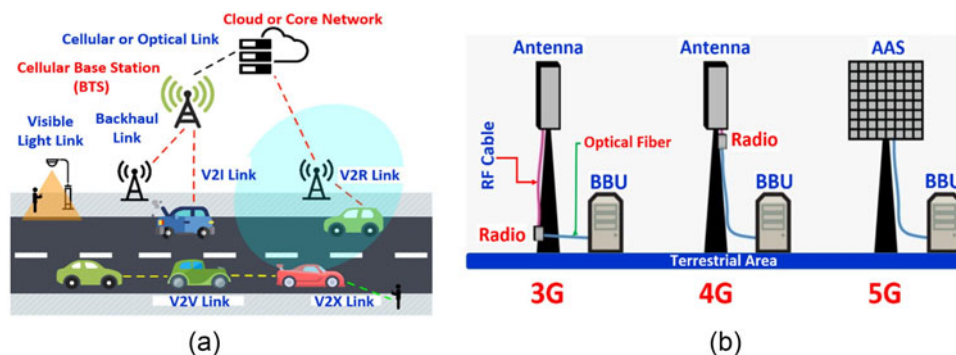 Cloud or Core Network
Cellular or Optical Link
Cellular Base Station
(BTS)
Visible
Light Link
Backhaul
Link
V2I Link
V2R Link
V2V Link
V2X Link
(a)
Antenna
Antenna
AAS
RF Cable
Optical Fiber
Radio
Radio
BBU
BBU
BBU
Terrestrial Area
3G
4G
5G
(b)